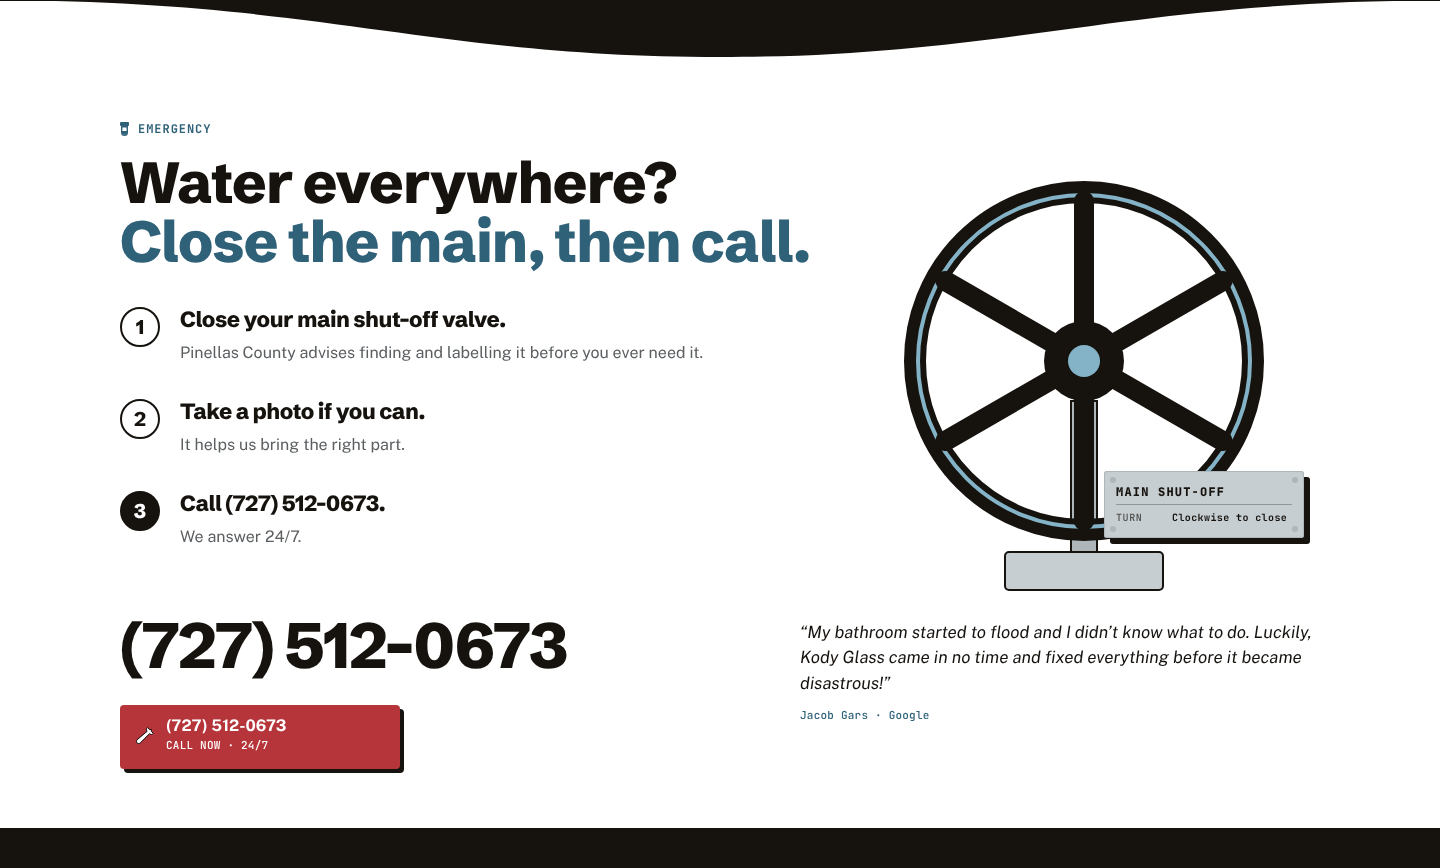 EMERGENCY
Water everywhere?
Close the main, then call.
1
Close your main shut-off valve.
Pinellas County advises finding and labelling it before you ever need it.
2
Take a photo if you can.
It helps us bring the right part.
3
Call (727) 512-0673.
We answer 24/7.
MAIN SHUT-OFF
TURN Clockwise to close
(727) 512-0673
(727) 512-0673
CALL NOW · 24/7
“My bathroom started to flood and I didn’t know what to do. Luckily,
Kody Glass came in no time and fixed everything before it became
disastrous!”
Jacob Gars · Google